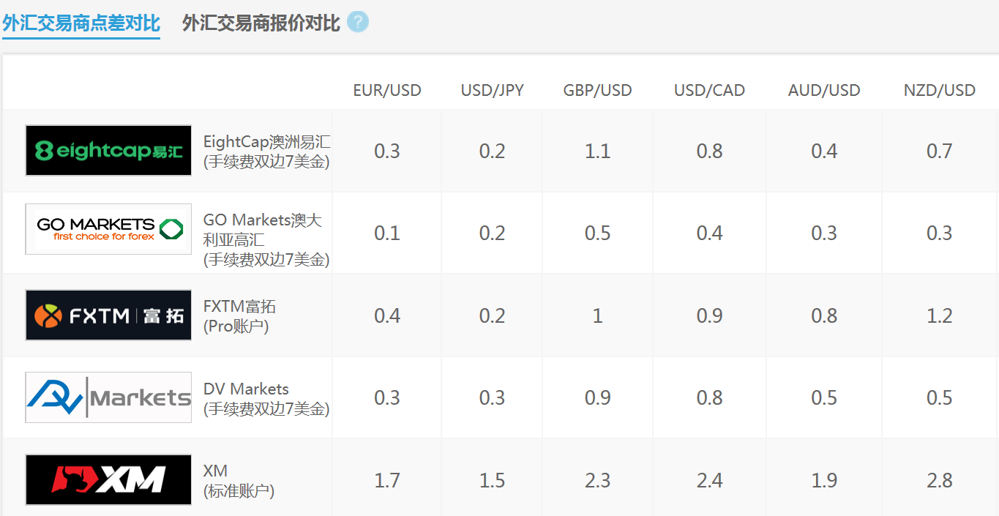 外汇交易商点差对比 外汇交易商报价对比 ?
EUR/USD USD/JPY GBP/USD USD/CAD AUD/USD NZD/USD
8 eightcap易汇
EightCap澳洲易汇
(手续费双边7美金)
0.3 0.2 1.1 0.8 0.4 0.7
GO MARKETS
first choice for forex
GO Markets澳大
利亚高汇
(手续费双边7美金)
0.1 0.2 0.5 0.4 0.3 0.3
FXTM 富拓
FXTM富拓
(Pro账户)
0.4 0.2 1 0.9 0.8 1.2
DV Markets
DV Markets
(手续费双边7美金)
0.3 0.3 0.9 0.8 0.5 0.5
XM
XM
(标准账户)
1.7 1.5 2.3 2.4 1.9 2.8